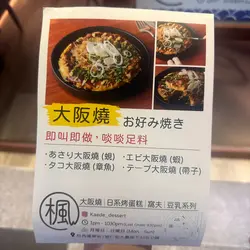 大阪燒 お好み焼き
即叫即做，啖啖足料
·あさり大阪燒 (蜆) ·エビ大阪燒 (蝦)
·タコ大阪燒 (章魚) ·テープ大阪燒 (帶子)
楓
大阪燒 | 日系烤蛋糕 | 窩夫 | 豆乳系列
Kaede_dessert